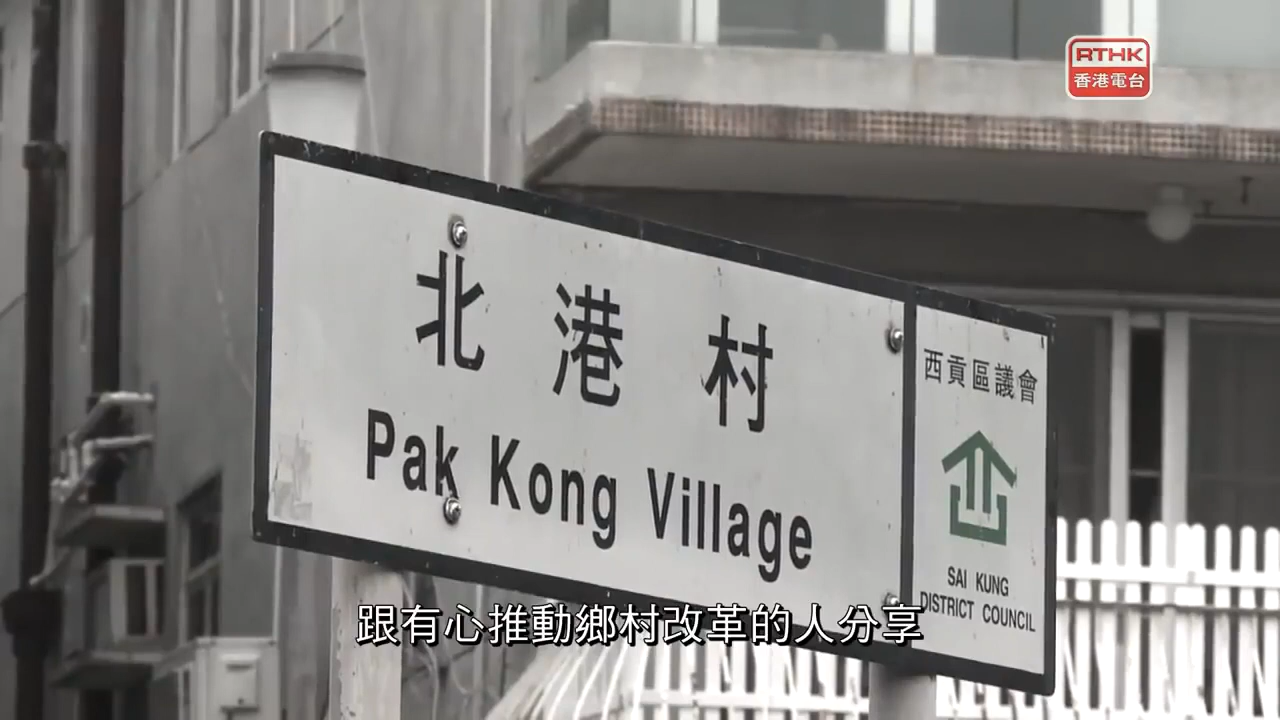 RTHK
香港電台
北港村
Pak Kong Village
西貢區議會
SAI KUNG
DISTRICT COUNCIL
跟有心推動鄉村改革的人分享